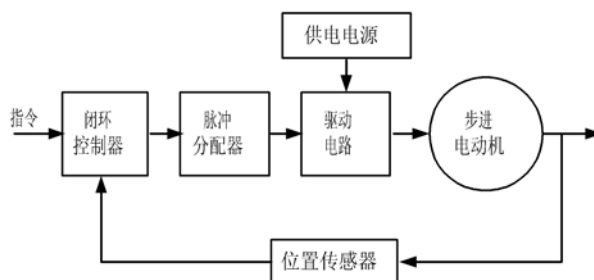 供电电源
指令
闭环
控制器
脉冲
分配器
驱动
电路
步进
电动机
位置传感器